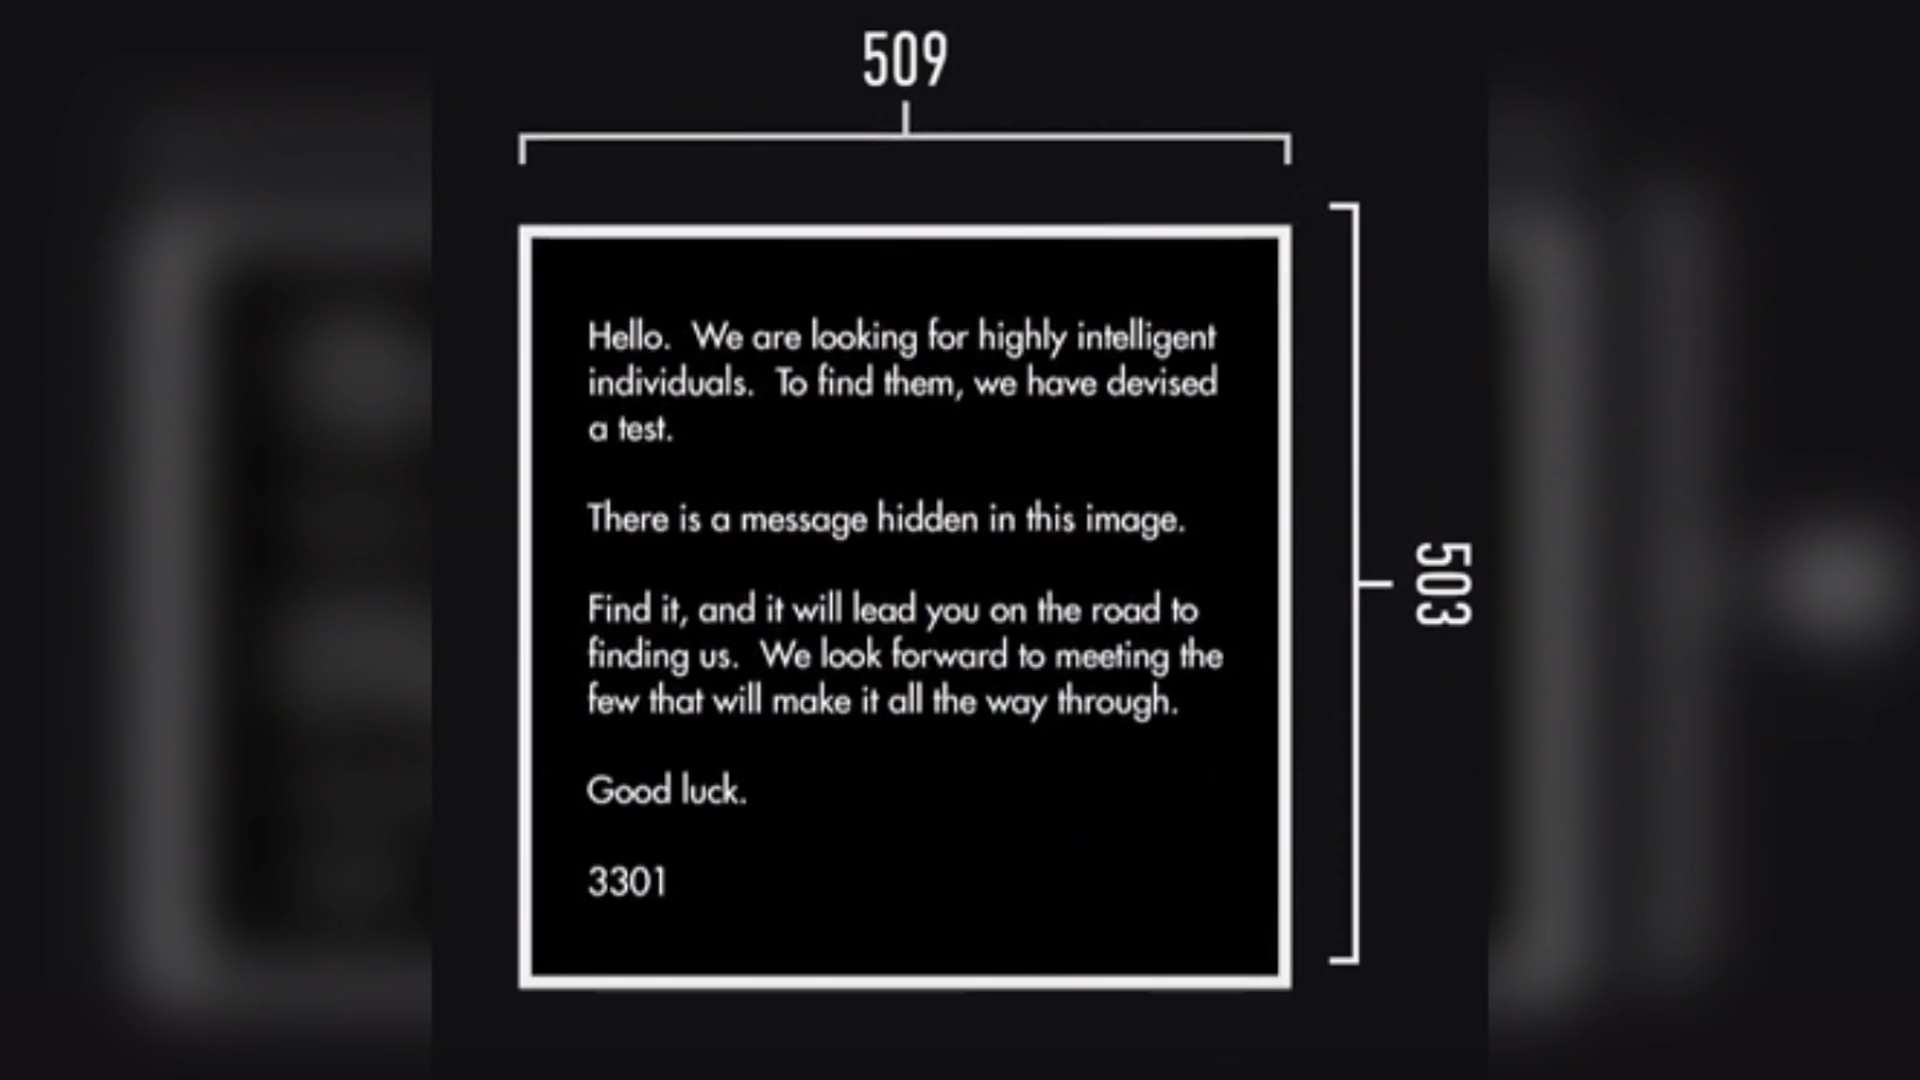 509
Hello.  We are looking for highly intelligent
individuals.  To find them, we have devised
a test.
There is a message hidden in this image.
Find it, and it will lead you on the road to
finding us.  We look forward to meeting the
few that will make it all the way through.
Good luck.
3301
503